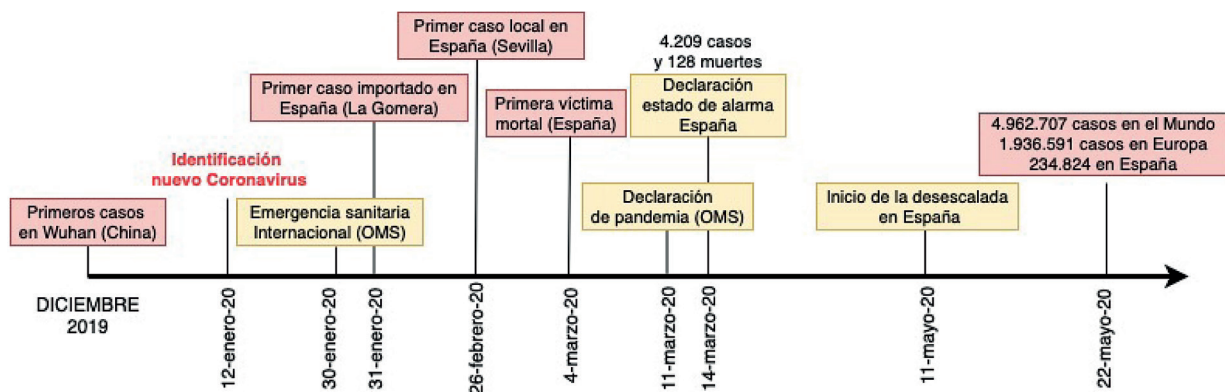 Primer caso local en
España (Sevilla)
4.209 casos
y 128 muertes
Primer caso importado en
España (La Gomera)
Primera víctima
mortal (España)
Declaración
estado de alarma
España
4.962.707 casos en el Mundo
1.936.591 casos en Europa
234.824 en España
Identificación
nuevo Coronavirus
Primeros casos
en Wuhan (China)
Emergencia sanitaria
Internacional (OMS)
Declaración
de pandemia (OMS)
Inicio de la desescalada
en España
DICIEMBRE
2019
12-enero-20
30-enero-20
31-enero-20
26-febrero-20
4-marzo-20
11-marzo-20
14-marzo-20
11-mayo-20
22-mayo-20